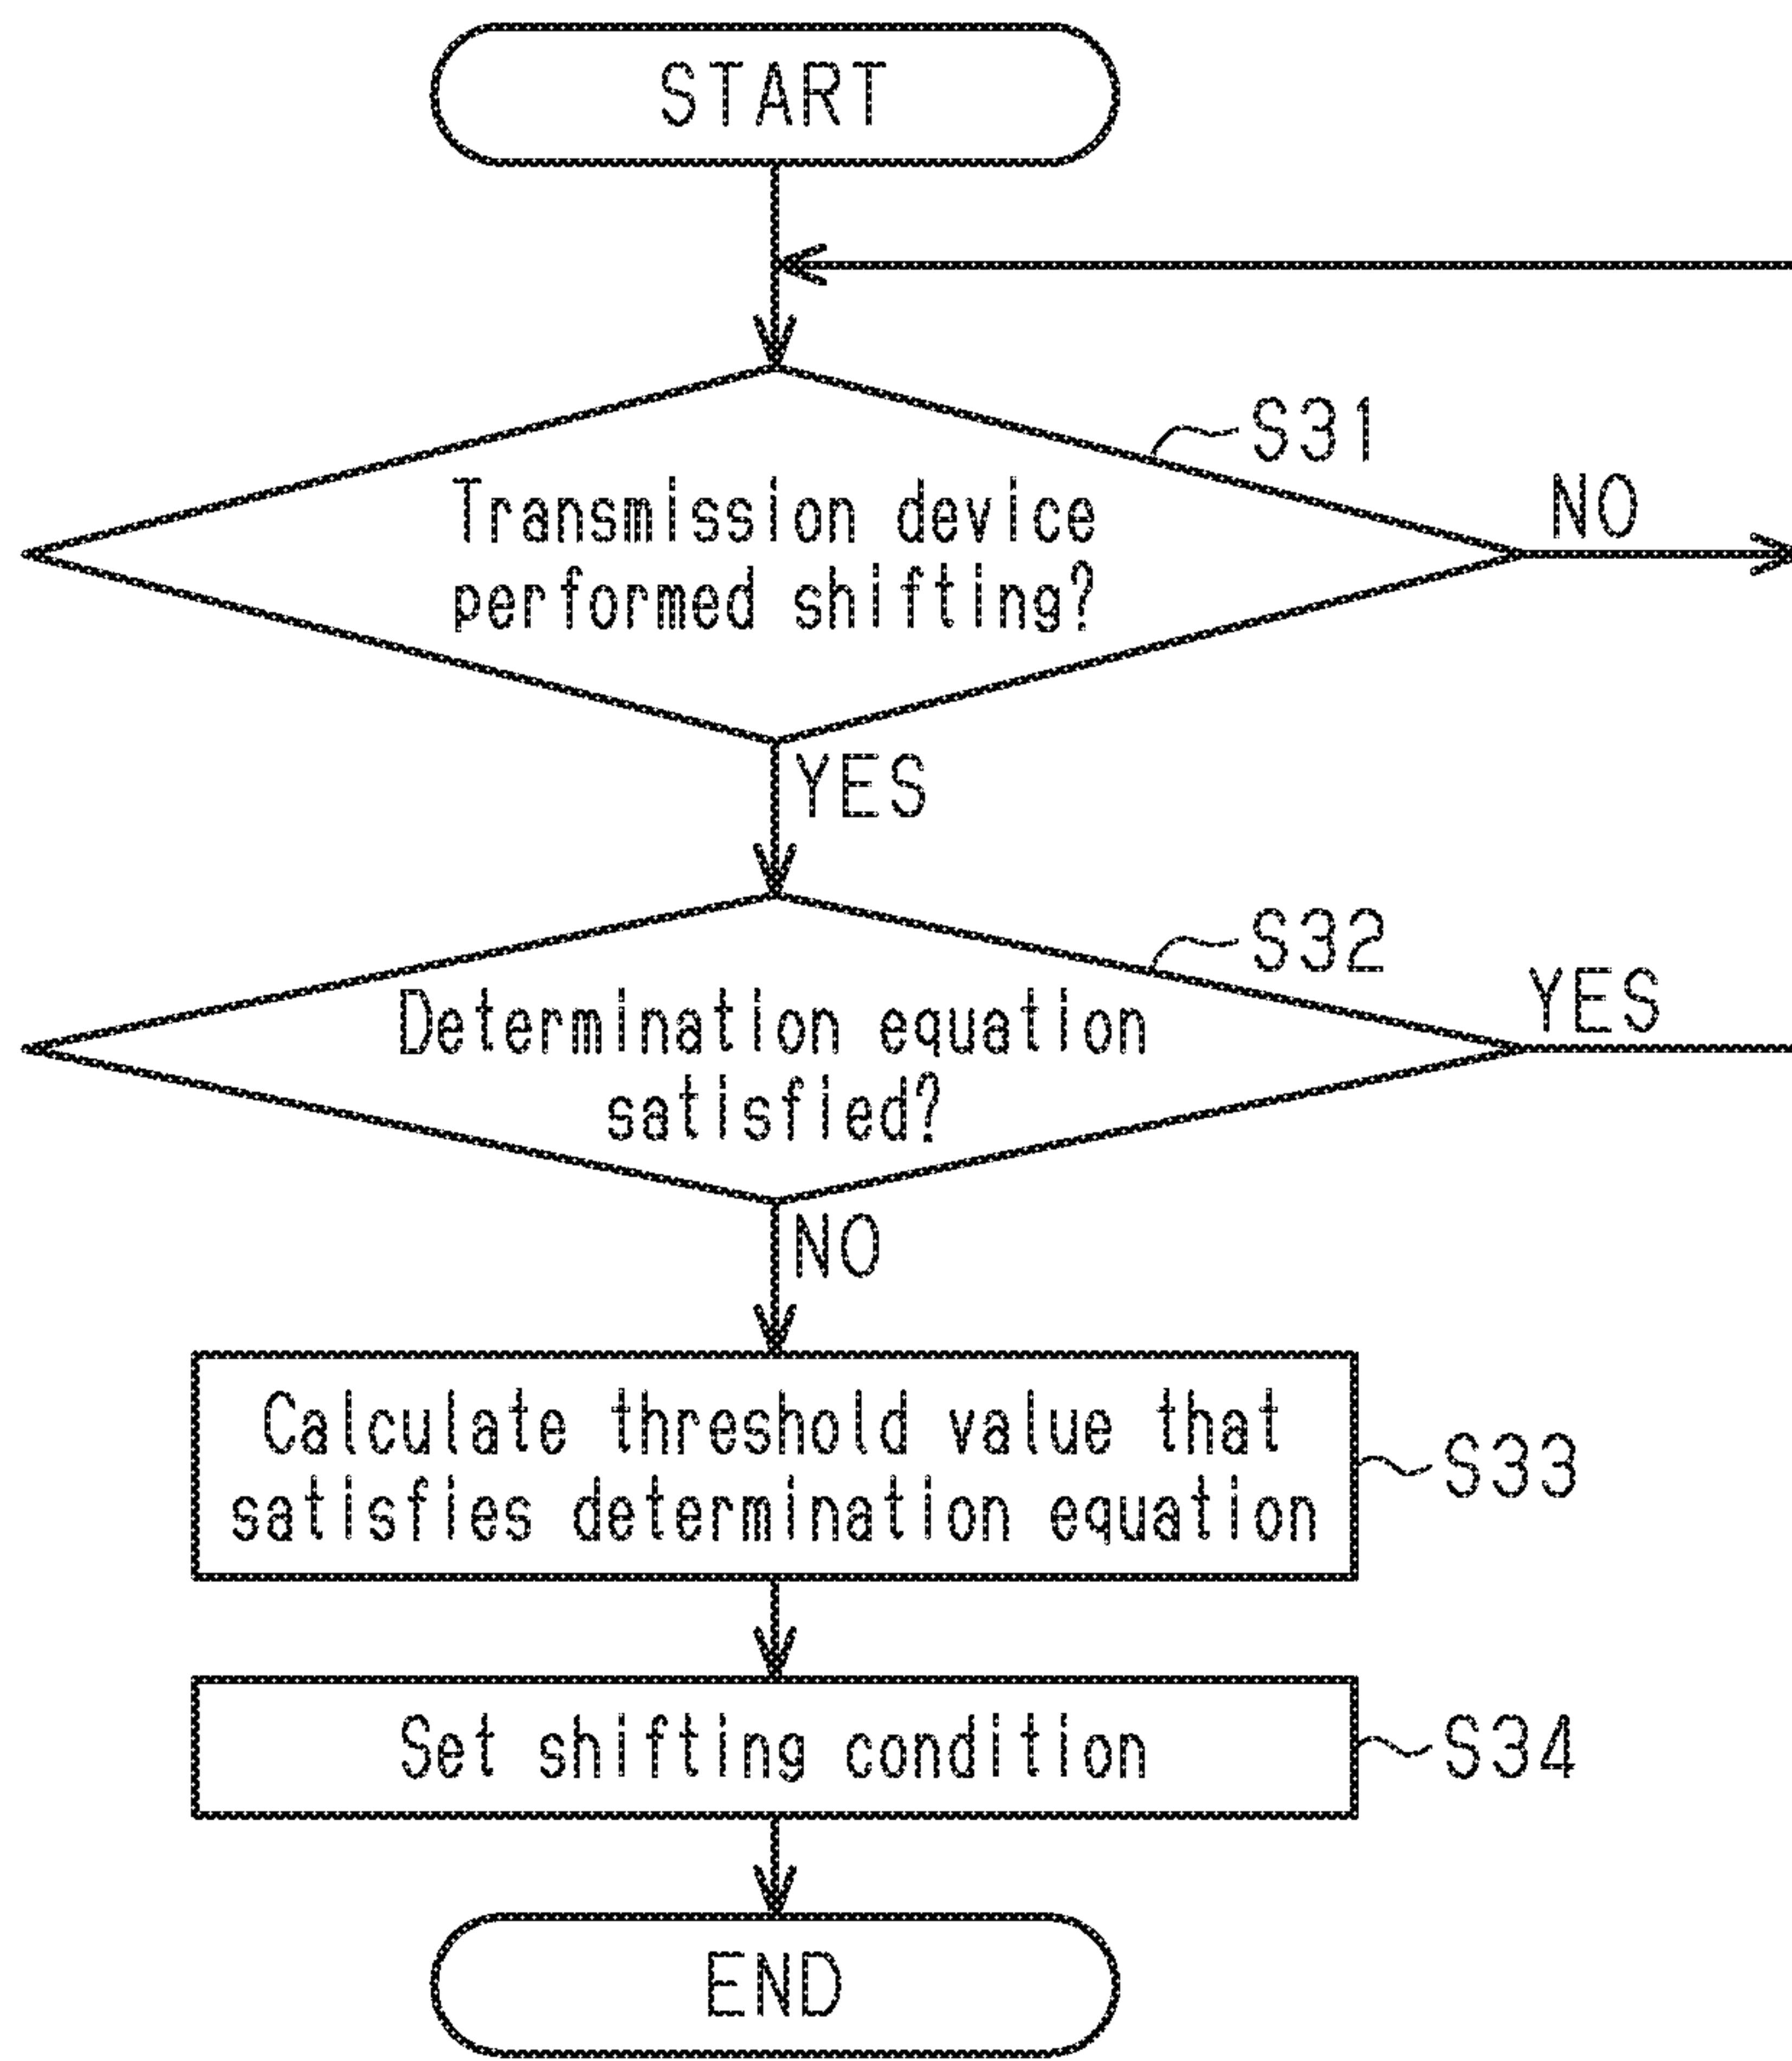 START
S31
Transmission device
performed shifting?
NO
YES
S32
Determination equation
satisfied?
YES
NO
Calculate threshold value that
satisfies determination equation
S33
Set shifting condition
S34
END